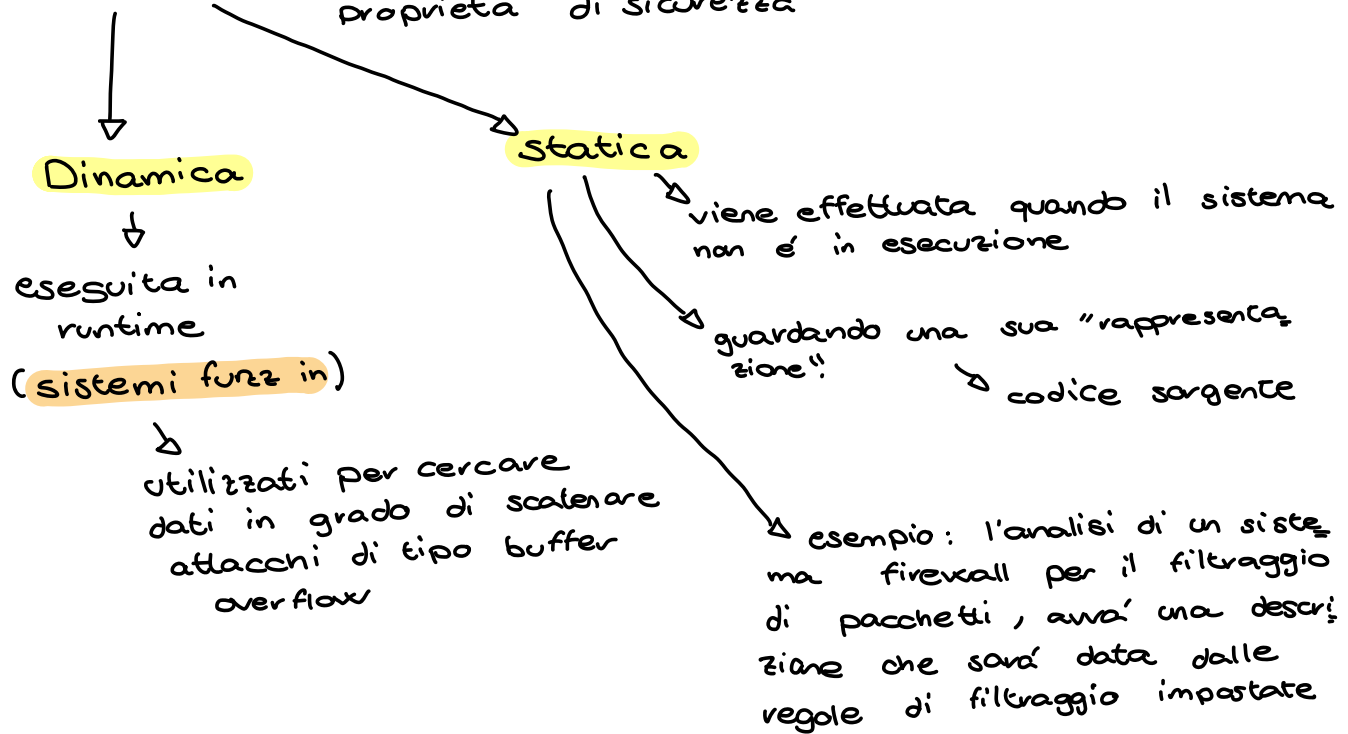 proprietà di sicurezza
Dinamica
eseguita in
runtime
(sistemi fuzz in)
utilizzati per cercare
dati in grado di scatenare
attacchi di tipo buffer
overflow
statica
viene effettuata quando il sistema
non é in esecuzione
guardando una sua "rappresenta
zione".
codice sorgente
esempio: l'analisi di un siste
ma firewall per il filtraggio
di pacchetti, avrá una descri
zione che sará data dalle
regole di filtraggio impostate